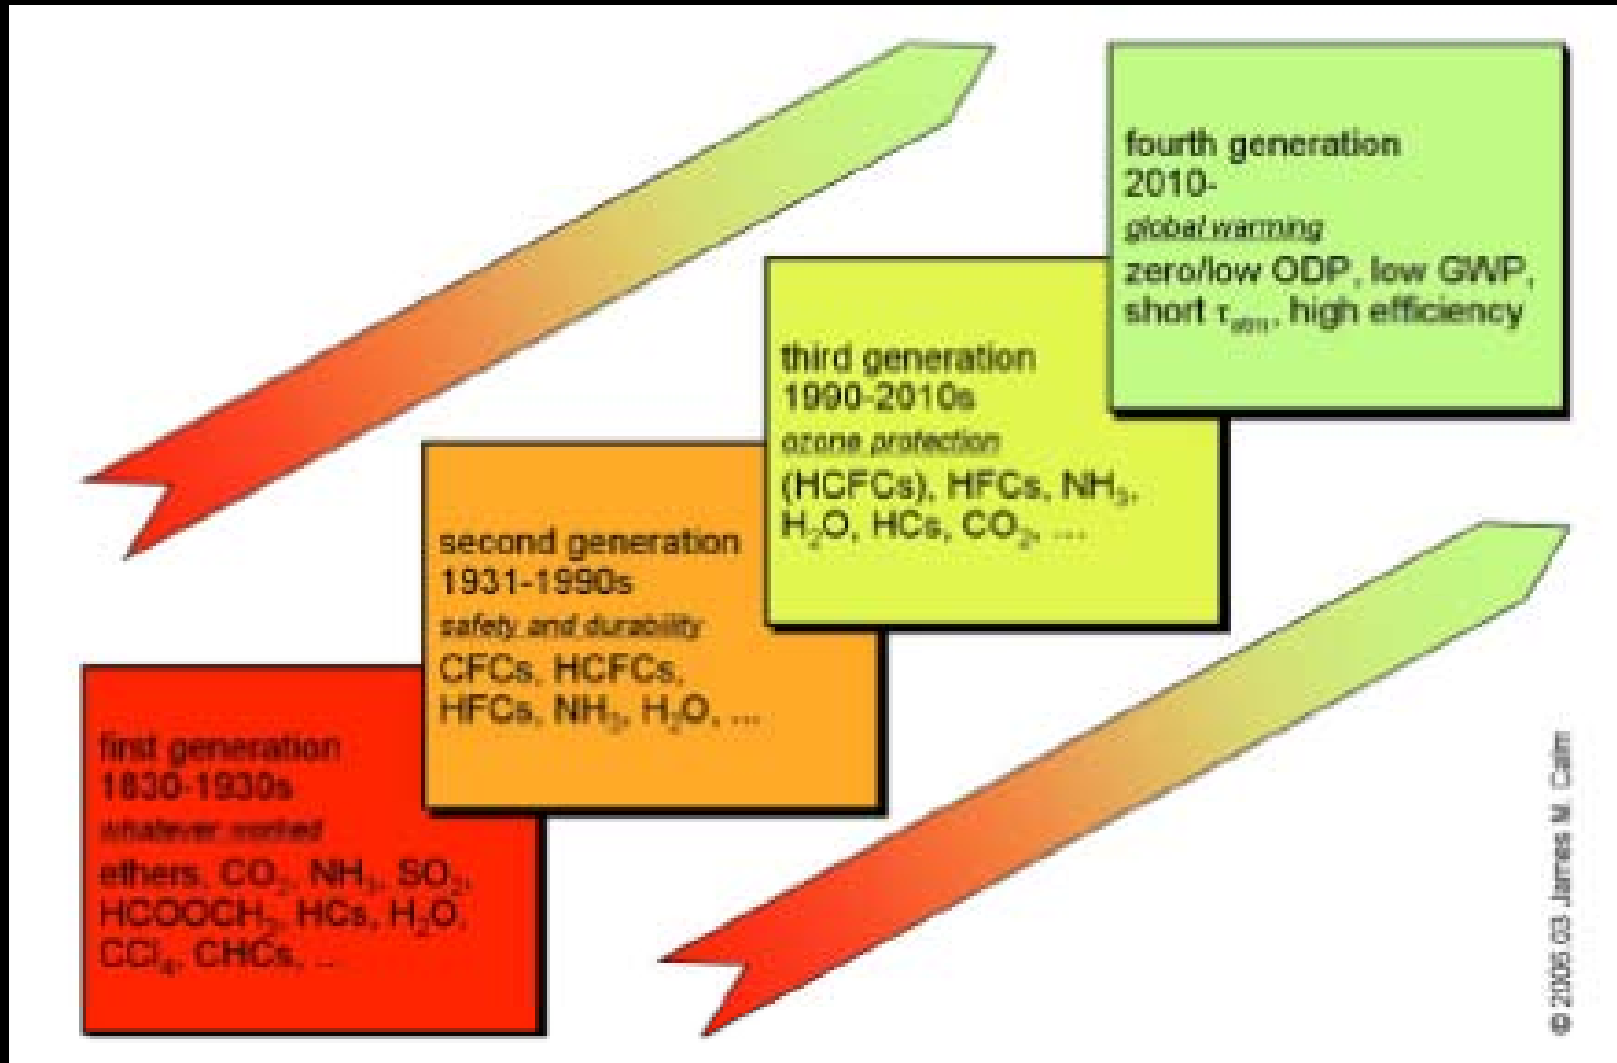 first generation
1830-1930s
whatever worked
ethers, CO₂, NH₃, SO₂,
HCOOCH₃, HCs, H₂O,
CCl₄, CHCs, ...
second generation
1931-1990s
safety and durability
CFCs, HCFCs,
HFCs, NH₃, H₂O, ...
third generation
1990-2010s
ozone protection
(HCFCs), HFCs, NH₃,
H₂O, HCs, CO₂, ...
fourth generation
2010-
global warming
zero/low ODP, low GWP,
short τatm, high efficiency
© 2006.03 James M. Calm